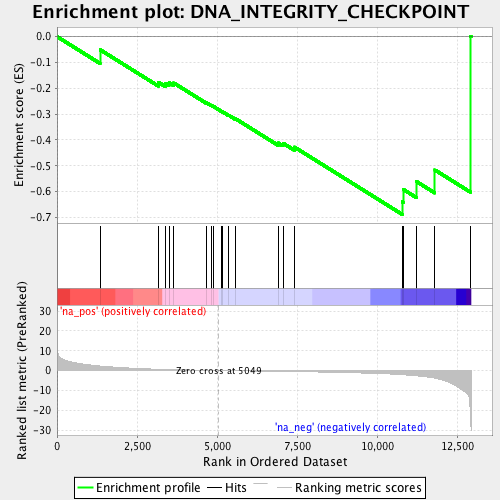 Enrichment plot: DNA_INTEGRITY_CHECKPOINT
Enrichment score (ES)
0.0
-0.1
-0.2
-0.3
-0.4
-0.5
-0.6
-0.7
'na_pos' (positively correlated)
Ranked list metric (PreRanked)
30
20
10
0
-10
-20
-30
Zero cross at 5049
'na_neg' (negatively correlated)
0
2,500
5,000
7,500
10,000
12,500
Rank in Ordered Dataset
Enrichment profile
Hits
Ranking metric scores